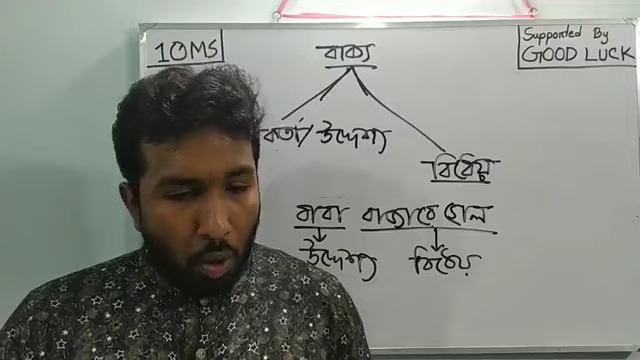 10MS
Supported By
GOOD LUCK
বাক্য
কর্তা/ উদ্দেশ্য
বিধেয়
বাবা বাজারে গেল
উদ্দেশ্য বিধেয়